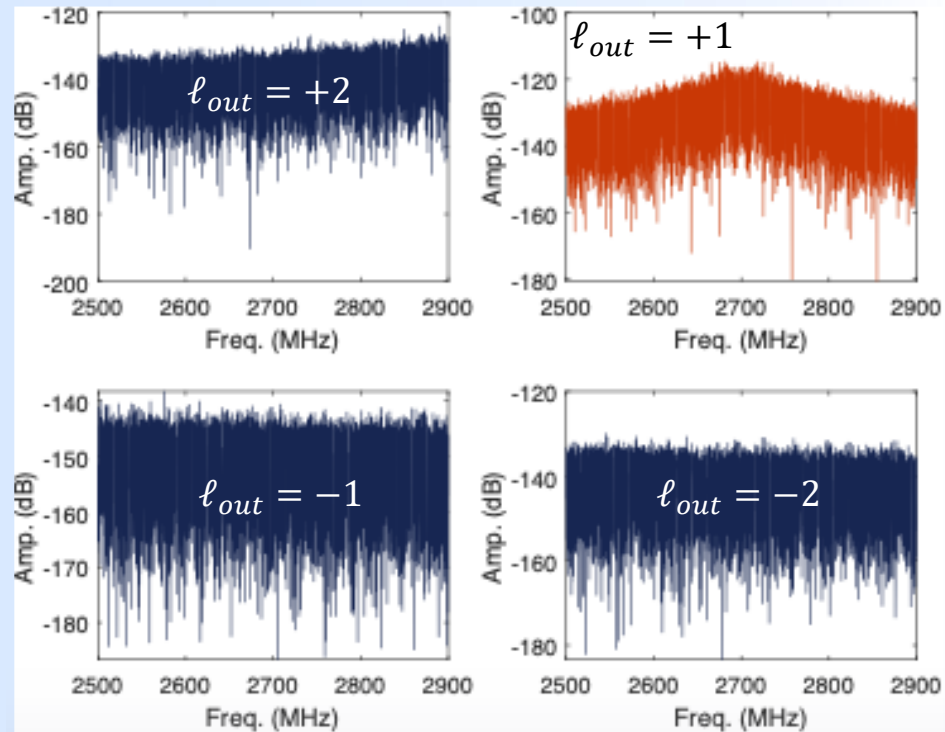 -120
-140
-160
-180
-200
Amp. (dB)
ℓout = +2
2500 2600 2700 2800 2900
Freq. (MHz)
-100
-120
-140
-160
-180
Amp. (dB)
ℓout = +1
2500 2600 2700 2800 2900
Freq. (MHz)
-140
-150
-160
-170
-180
Amp. (dB)
ℓout = −1
2500 2600 2700 2800 2900
Freq. (MHz)
-120
-140
-160
-180
Amp. (dB)
ℓout = −2
2500 2600 2700 2800 2900
Freq. (MHz)